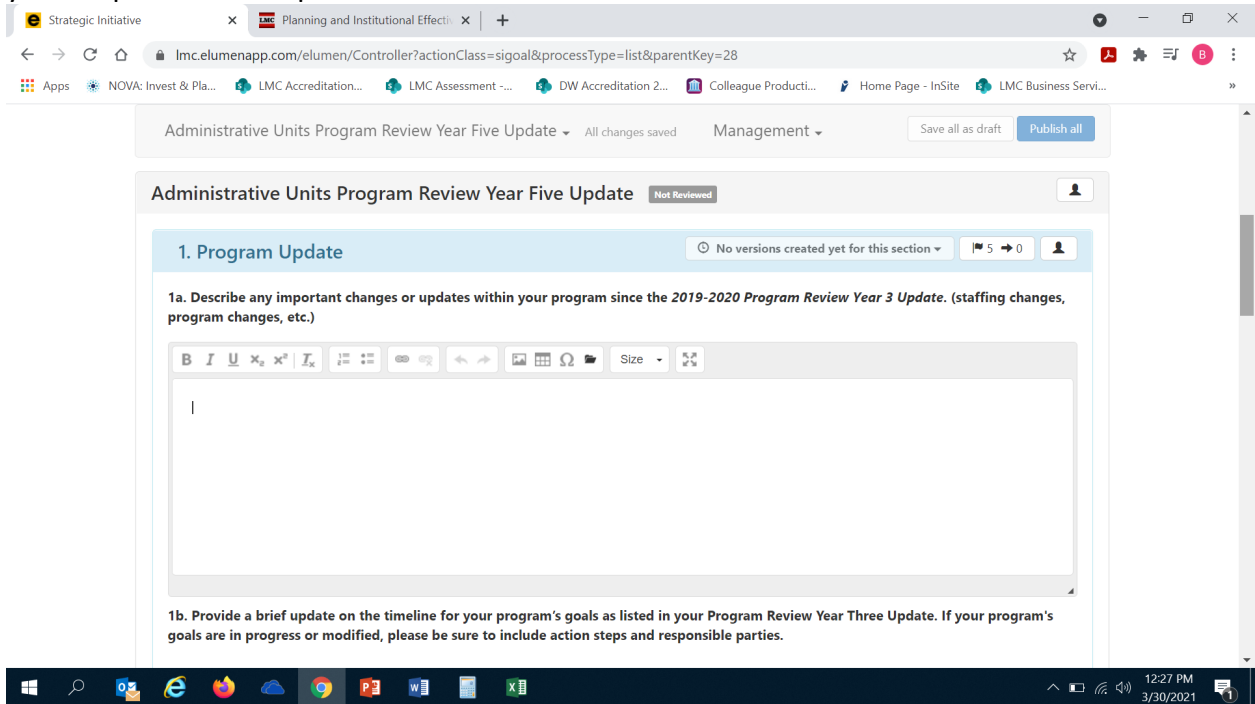 Strategic Initiative
Planning and Institutional Effectiv
lmc.elumenapp.com/elumen/Controller?actionClass=sigoal&processType=list&parentKey=28
B
Apps NOVA: Invest & Pla... LMC Accreditation... LMC Assessment -... DW Accreditation 2... Colleague Producti... Home Page - InSite LMC Business Servi... »
Administrative Units Program Review Year Five Update All changes saved Management Save all as draft Publish all
Administrative Units Program Review Year Five Update Not Reviewed
1. Program Update No versions created yet for this section 5 0
1a. Describe any important changes or updates within your program since the 2019-2020 Program Review Year 3 Update. (staffing changes,
program changes, etc.)
B I U x₂ x² Ix Ω Size
1b. Provide a brief update on the timeline for your program's goals as listed in your Program Review Year Three Update. If your program's
goals are in progress or modified, please be sure to include action steps and responsible parties.
12:27 PM
3/30/2021
1